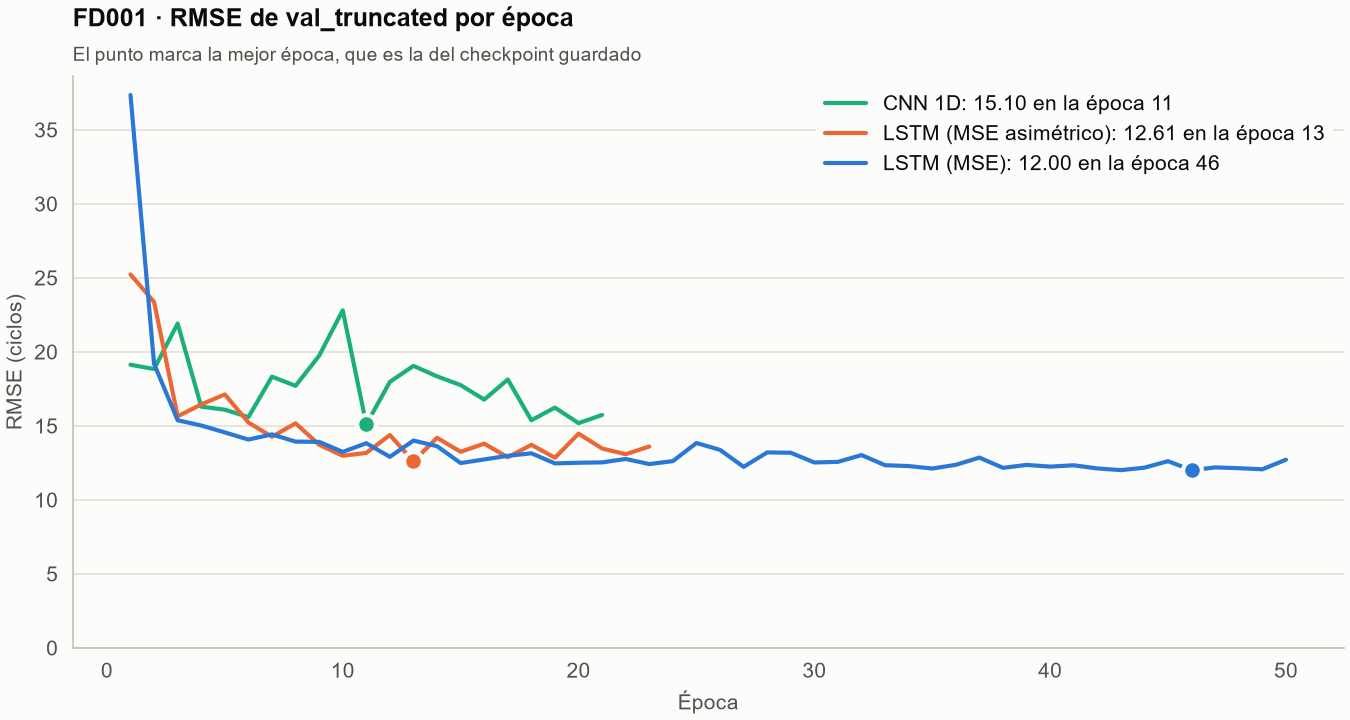 FD001 · RMSE de val_truncated por época
El punto marca la mejor época, que es la del checkpoint guardado
CNN 1D: 15.10 en la época 11
LSTM (MSE asimétrico): 12.61 en la época 13
LSTM (MSE): 12.00 en la época 46
RMSE (ciclos)
35
30
25
20
15
10
5
0
0 10 20 30 40 50
Época